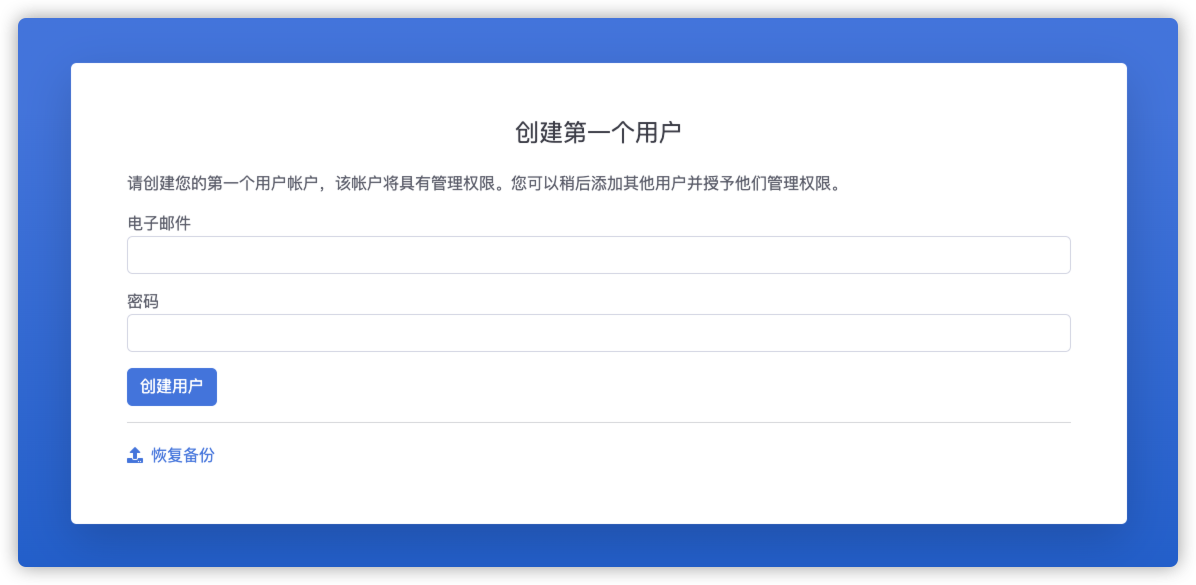 创建第一个用户
请创建您的第一个用户帐户，该帐户将具有管理权限。您可以稍后添加其他用户并授予他们管理权限。
电子邮件
密码
创建用户
恢复备份